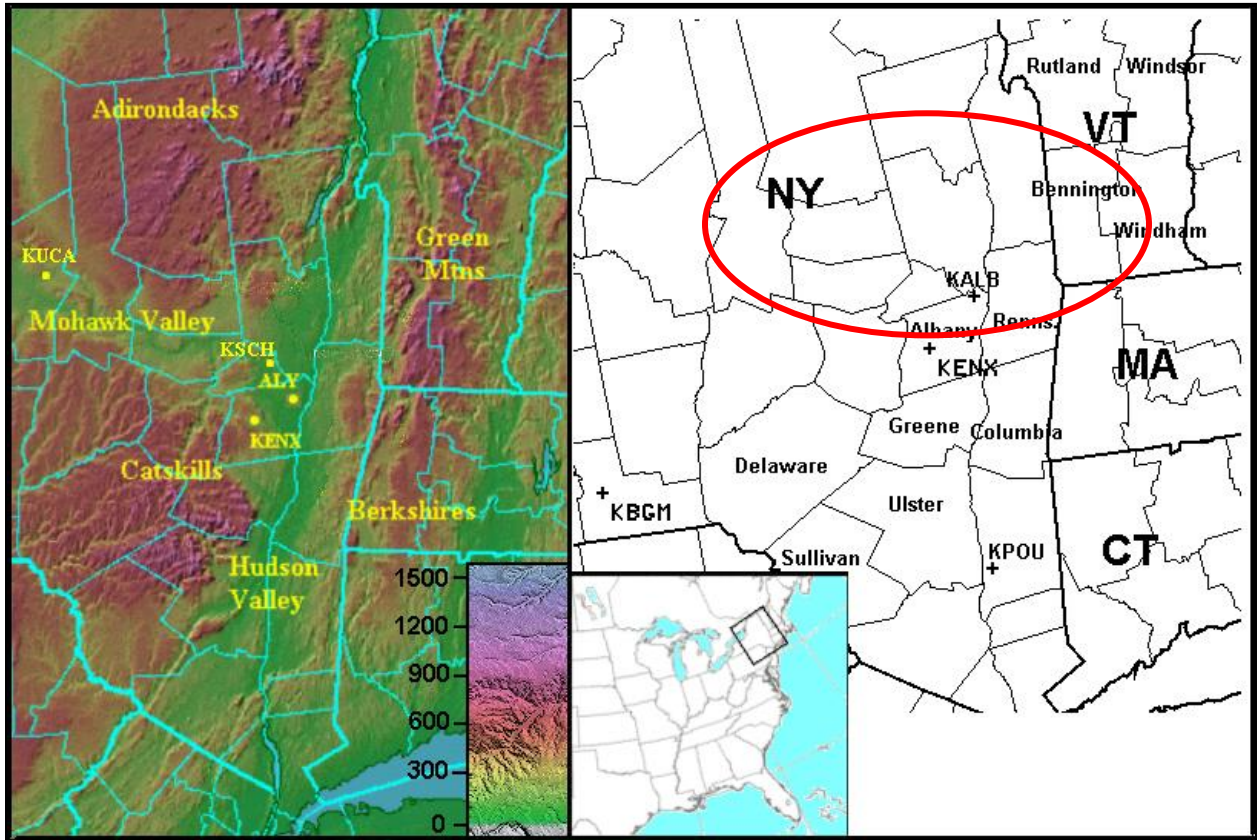 Adirondacks
Green
Mtns
KUCA
Mohawk Valley
KSCH
ALY
KENX
Catskills
Berkshires
Hudson
Valley
1500
1200
900
600
300
0
Rutland
Windsor
VT
NY
Bennington
Windham
KALB
Albany
Renns.
KENX
MA
Greene
Columbia
Delaware
KBGM
Ulster
Sullivan
KPOU
CT